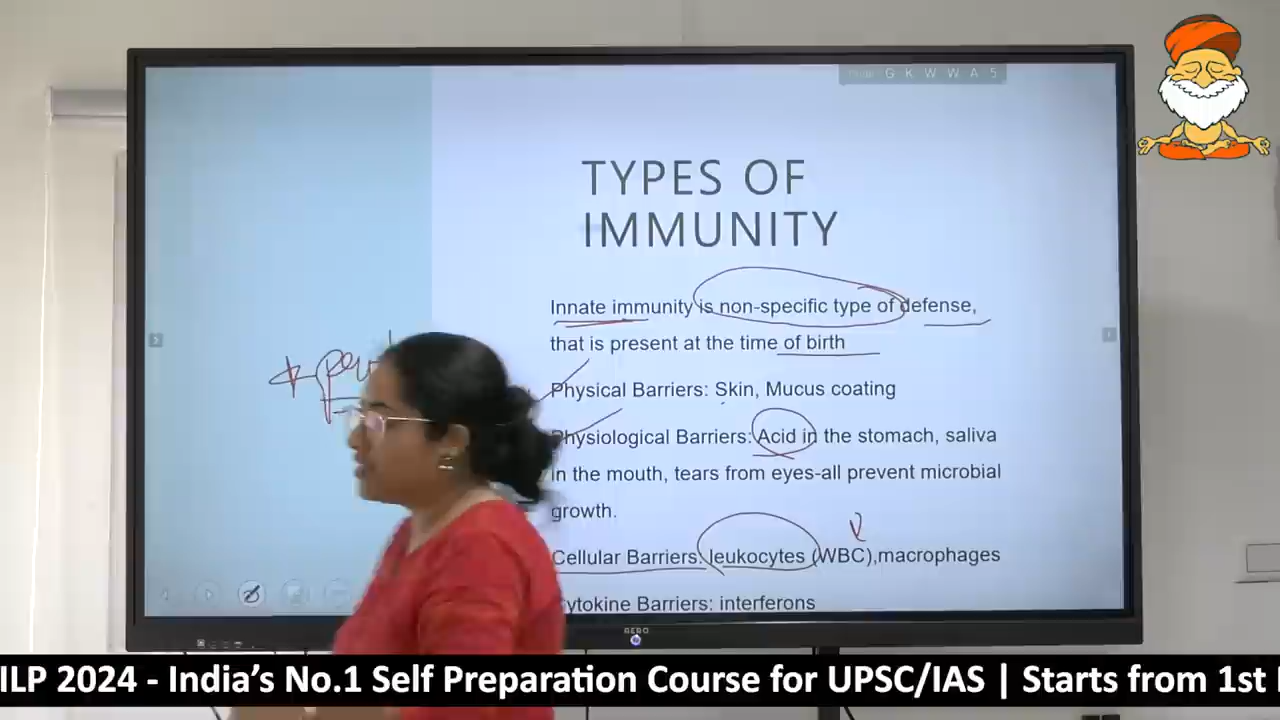 G K W W A 5
TYPES OF
IMMUNITY
Innate immunity is non-specific type of defense,
that is present at the time of birth
Physical Barriers: Skin, Mucus coating
Physiological Barriers: Acid in the stomach, saliva
in the mouth, tears from eyes-all prevent microbial
growth.
Cellular Barriers: leukocytes (WBC),macrophages
Cytokine Barriers: interferons
ILP 2024 - India's No.1 Self Preparation Course for UPSC/IAS | Starts from 1st